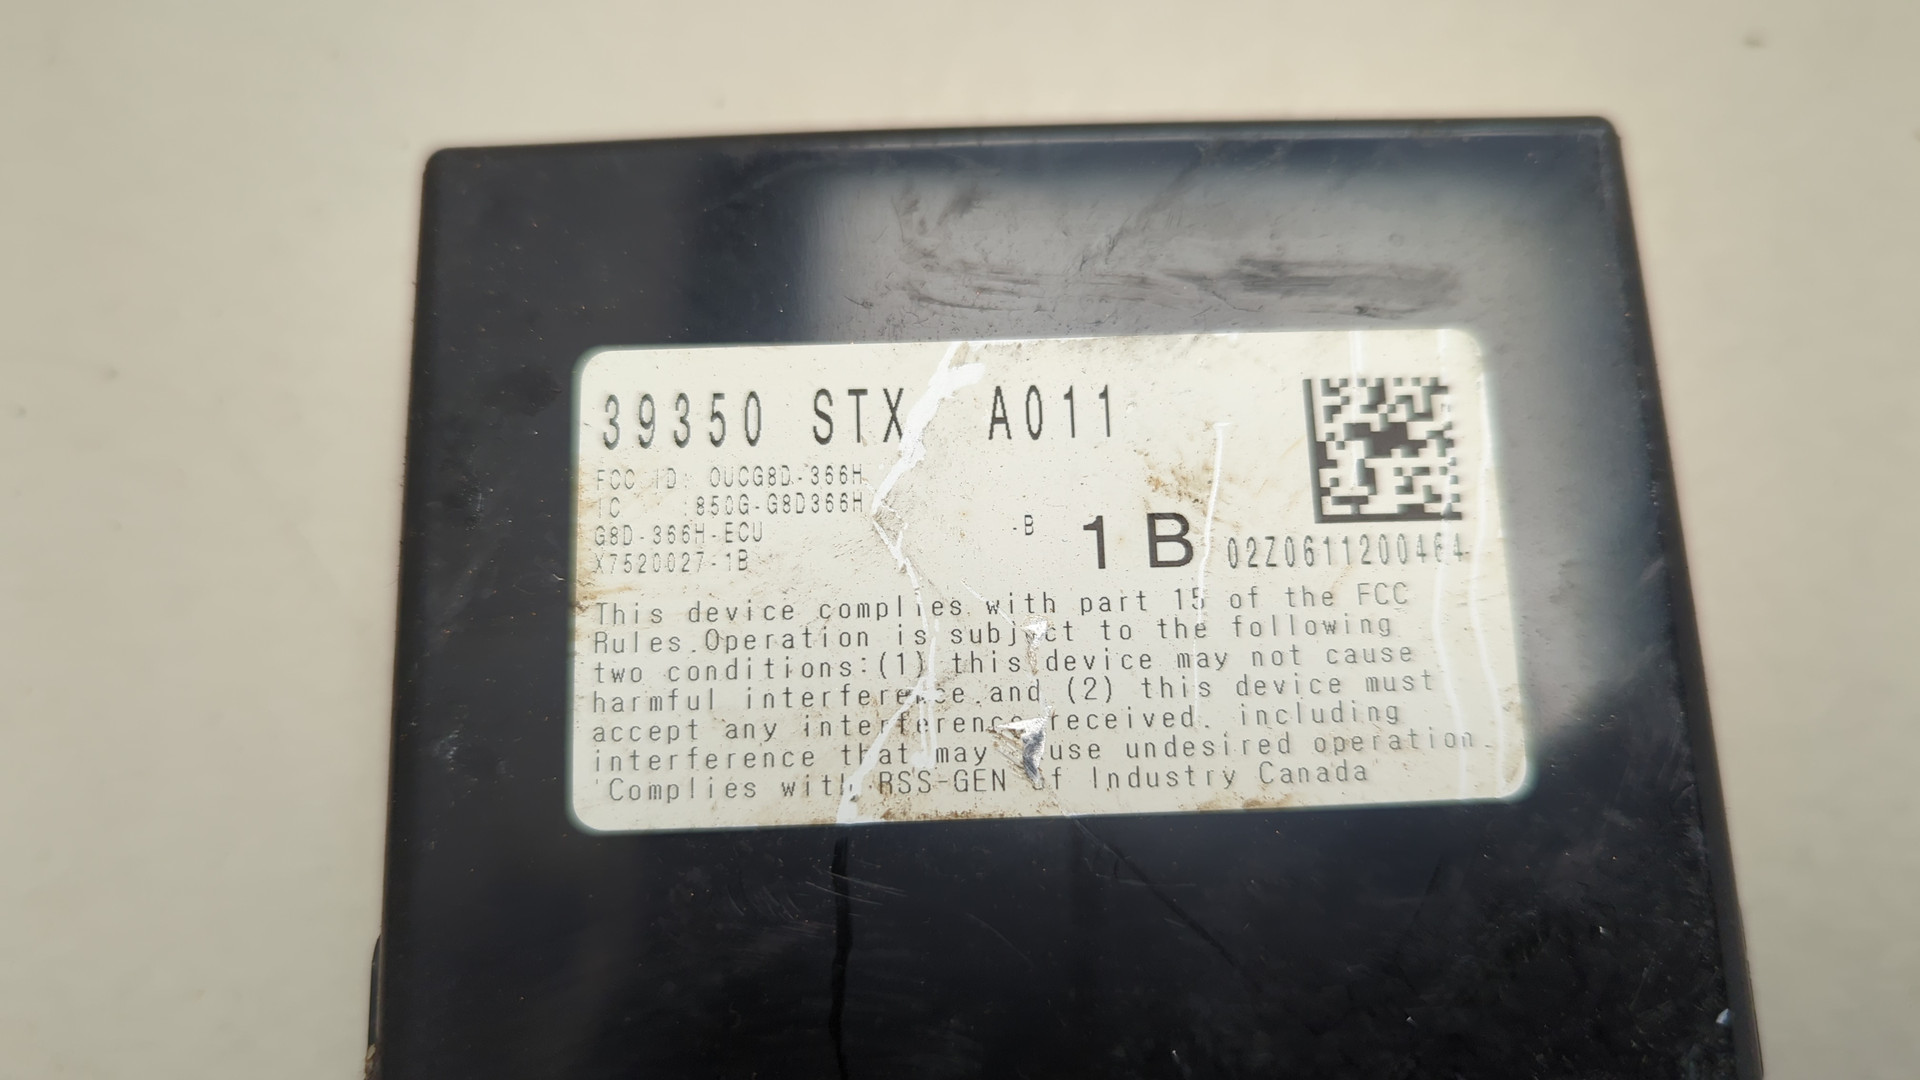 39350 STX A011
FCC ID: OUCG8D-366H
IC :850G-G8D366H
G8D-366H-ECU
X7520027-1B
-B 1B 02Z0611200464
This device complies with part 15 of the FCC
Rules.Operation is subject to the following
two conditions:(1) this device may not cause
harmful interference.and (2) this device must
accept any interference received. including
interference that may use undesired operation.
'Complies with RSS-GEN of Industry Canada'